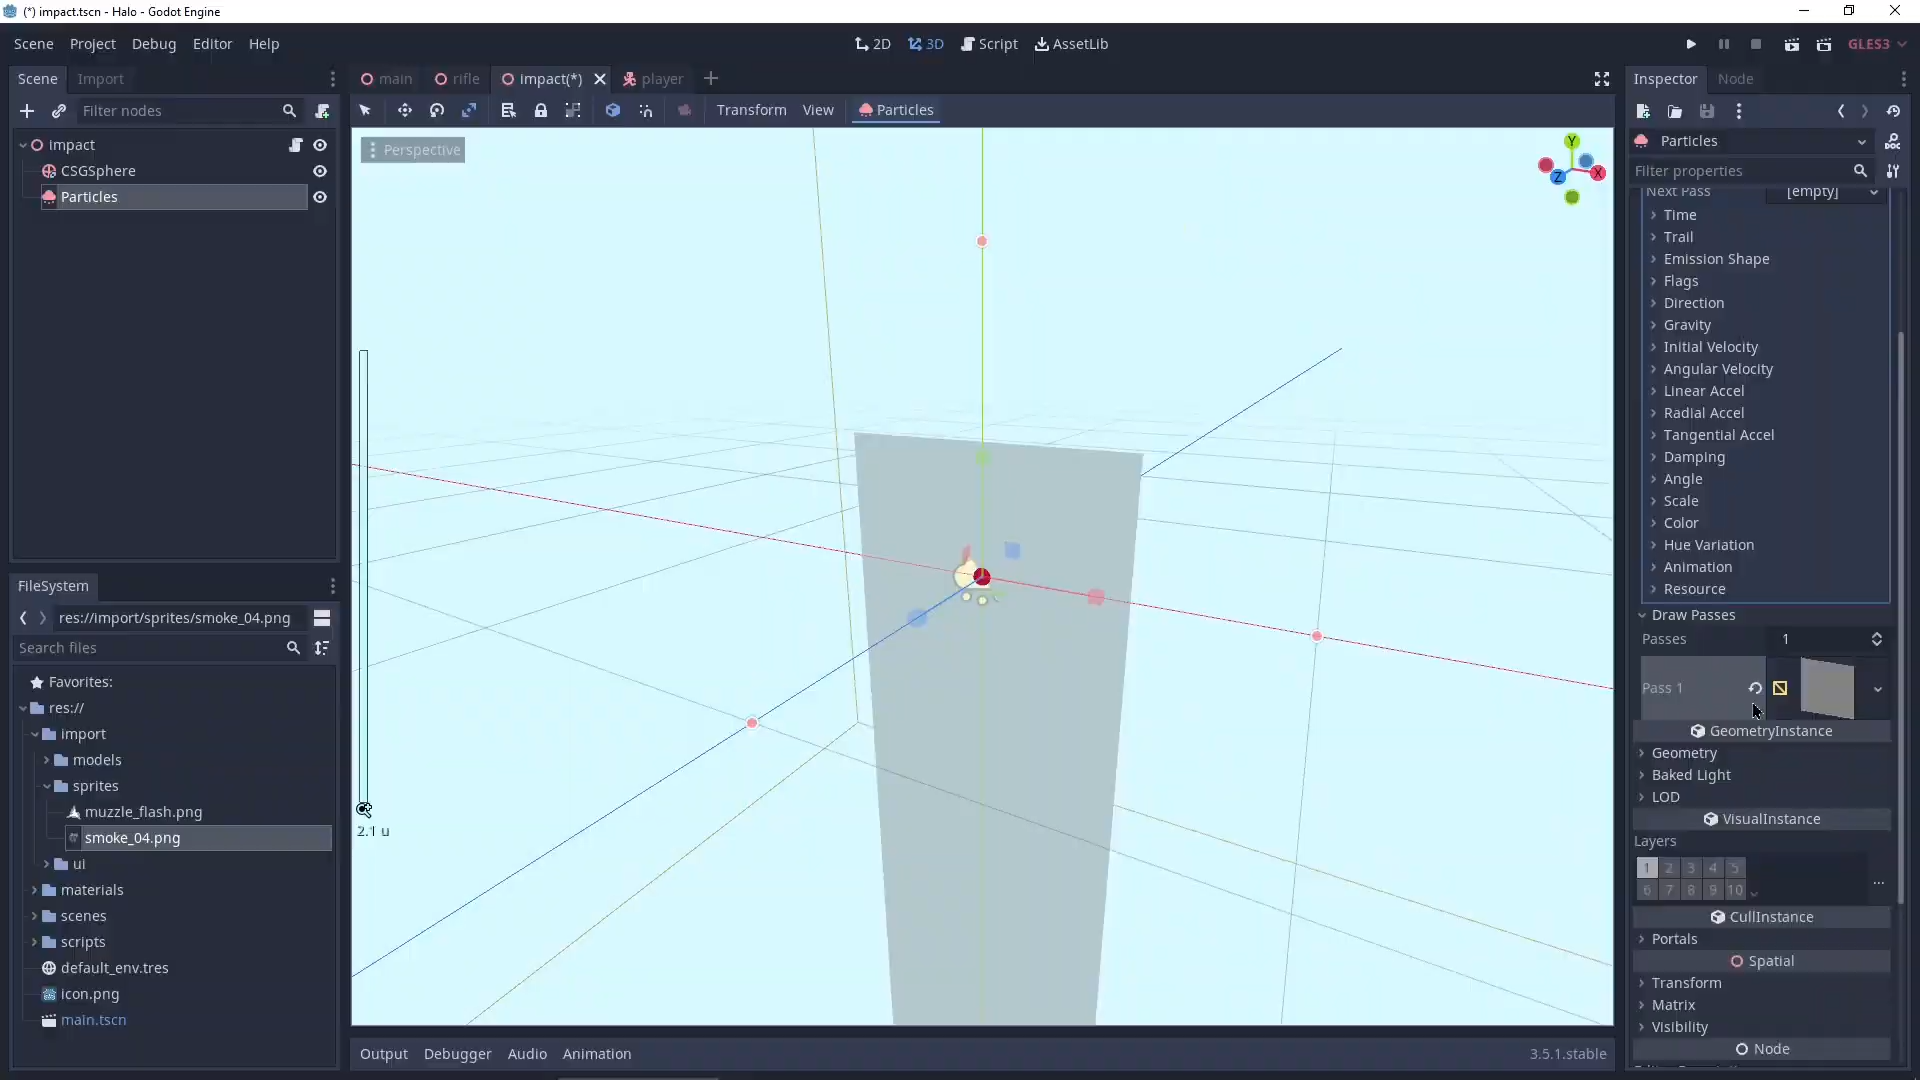 (*) impact.tscn - Halo - Godot Engine
Scene Project Debug Editor Help
2D 3D Script AssetLib
GLES3
Scene Import
Filter nodes
impact
CSGSphere
Particles
FileSystem
res://import/sprites/smoke_04.png
Search files
Favorites:
res://
import
models
sprites
muzzle_flash.png
smoke_04.png
ui
materials
scenes
scripts
default_env.tres
icon.png
main.tscn
main rifle impact(*) player
Transform View Particles
Perspective
Y
Z X
2.1 u
Output Debugger Audio Animation
3.5.1.stable
Inspector Node
Particles
Filter properties
Next Pass [empty]
Time
Trail
Emission Shape
Flags
Direction
Gravity
Initial Velocity
Angular Velocity
Linear Accel
Radial Accel
Tangential Accel
Damping
Angle
Scale
Color
Hue Variation
Animation
Resource
Draw Passes
Passes 1
Pass 1
GeometryInstance
Geometry
Baked Light
LOD
VisualInstance
Layers
1 2 3 4 5
6 7 8 9 10
...
CullInstance
Portals
Spatial
Transform
Matrix
Visibility
Node